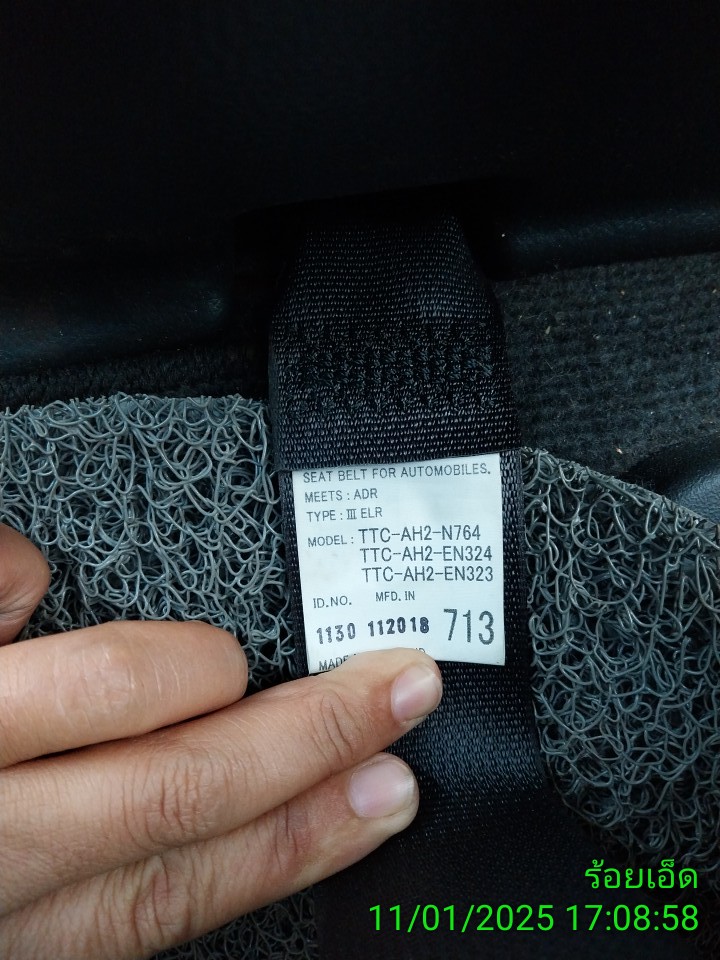 SEAT BELT FOR AUTOMOBILES.
MEETS : ADR
TYPE : Ⅲ ELR
MODEL : TTC-AH2-N764
TTC-AH2-EN324
TTC-AH2-EN323
ID.NO. MFD. IN
1130 112018 713
MADE
ร้อยเอ็ด
11/01/2025 17:08:58